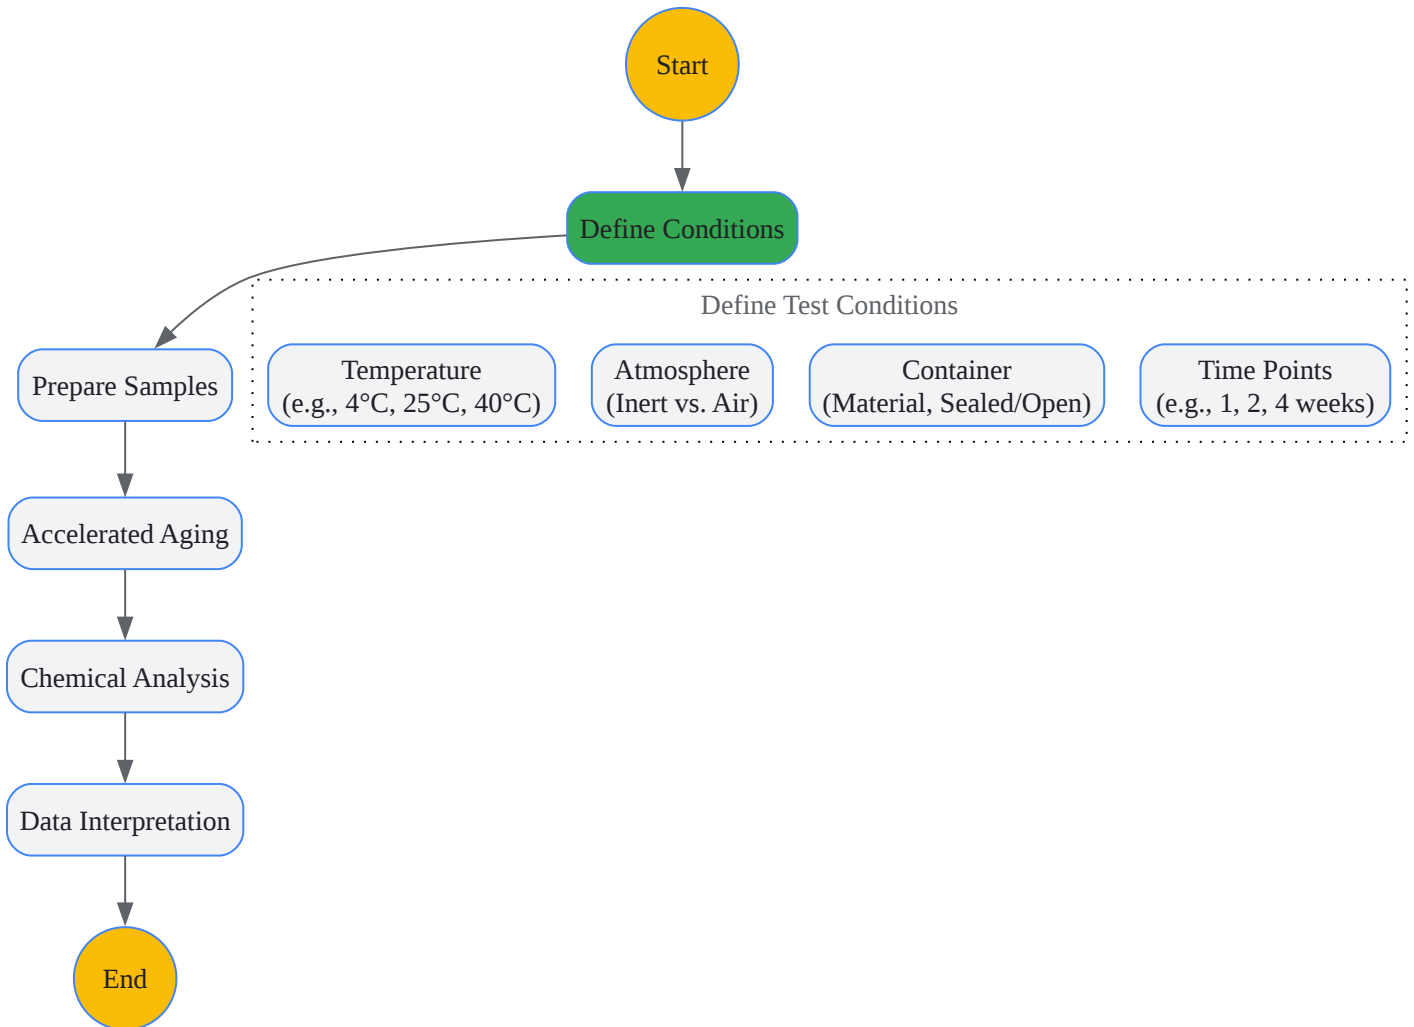 Start
Define Conditions
Define Test Conditions
Prepare Samples
Temperature
(e.g., 4°C, 25°C, 40°C)
Atmosphere
(Inert vs. Air)
Container
(Material, Sealed/Open)
Time Points
(e.g., 1, 2, 4 weeks)
Accelerated Aging
Chemical Analysis
Data Interpretation
End